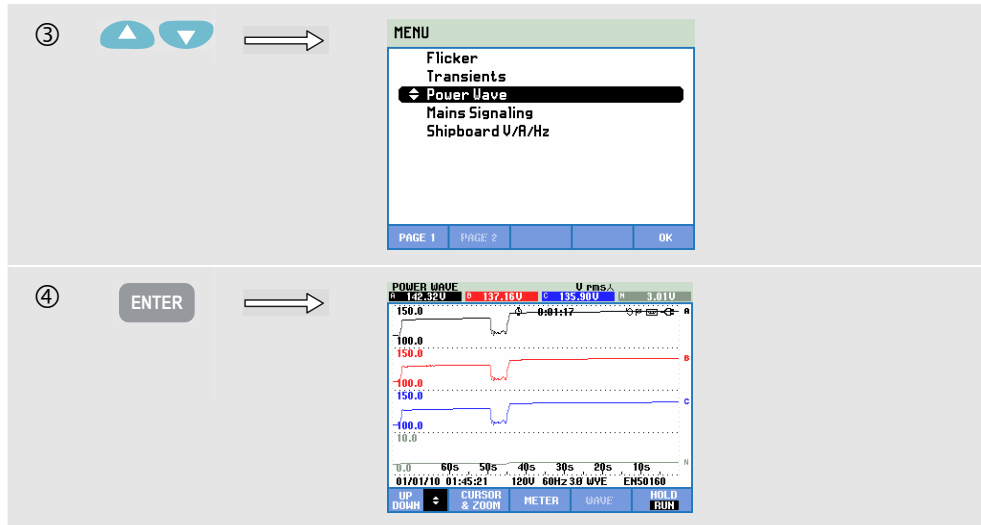 ③
MENU
Flicker
Transients
Power Wave
Mains Signaling
Shipboard V/A/Hz
PAGE 1 PAGE 2 OK
④
ENTER
POWER WAVE V rms
A 142.32V B 137.16V C 135.90V N 3.01V
150.0 0:01:17 A
100.0
150.0 B
100.0
150.0 C
100.0
10.0
0.0 60s 50s 40s 30s 20s 10s N
01/01/10 01:45:21 120V 60Hz 3Ø WYE EN50160
UP DOWN CURSOR & ZOOM METER WAVE HOLD RUN